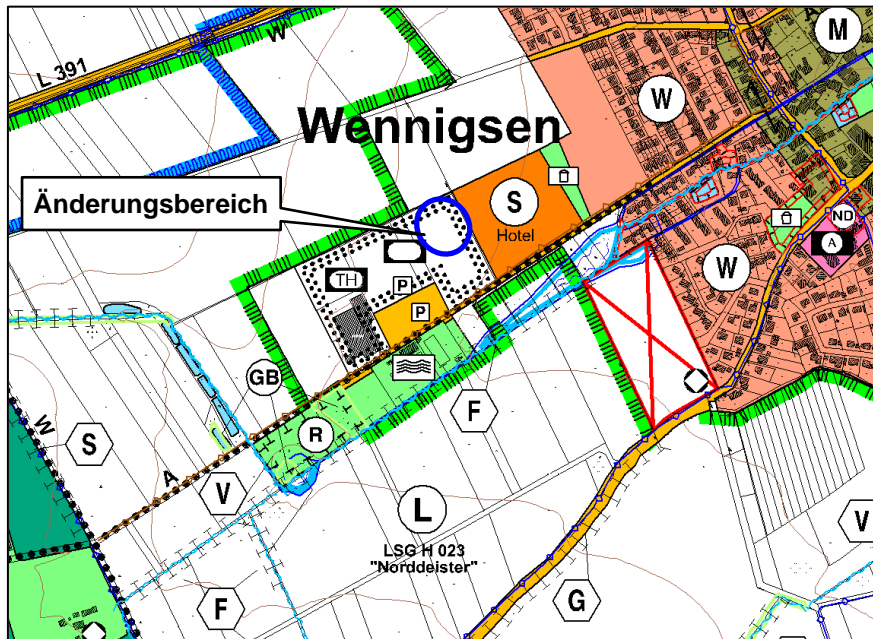 L 391
W
Wennigsen
M
W
A
Änderungsbereich
S
Hotel
TH
P
P
ND
A
W
GB
F
S
W
R
A
V
L
LSG H 023
"Norddeister"
V
F
G